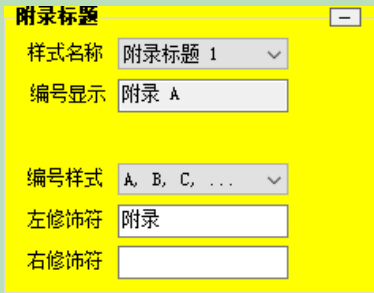 附录标题
样式名称 附录标题 1
编号显示 附录 A
编号样式 A, B, C, ...
左修饰符 附录
右修饰符